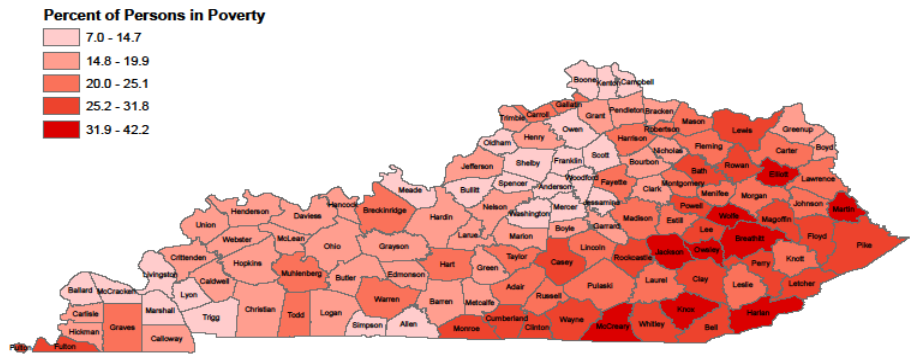 Percent of Persons in Poverty
7.0 - 14.7
14.8 - 19.9
20.0 - 25.1
25.2 - 31.8
31.9 - 42.2
Boone Kenton Campbell
Gallatin
Trimble Carroll Grant Pendleton Bracken
Owen Robertson Mason Lewis
Henry Harrison Greenup
Oldham Nicholas Fleming Carter Boyd
Shelby Franklin Scott Bourbon Rowan
Jefferson Bath Elliott
Meade Bullitt Spencer Anderson Woodford Fayette Montgomery Lawrence
Hancock Clark Menifee Morgan
Henderson Daviess Breckinridge Nelson Washington Mercer Jessamine Powell Johnson Martin
Union Hardin Madison Estill Wolfe Magoffin
Webster McLean Ohio Grayson Larue Marion Boyle Garrard Lee Breathitt Floyd Pike
Crittenden Hopkins Lincoln Jackson Owsley Perry Knott
Livingston Caldwell Muhlenberg Butler Edmonson Hart Green Taylor Casey Rockcastle
Ballard McCracken Lyon Adair Pulaski Laurel Clay Leslie Letcher
Carlisle Marshall Trigg Christian Todd Logan Warren Barren Metcalfe Russell
Hickman Graves Simpson Allen Monroe Cumberland Clinton Wayne McCreary Whitley Knox Bell Harlan
Fulton Fulton Calloway